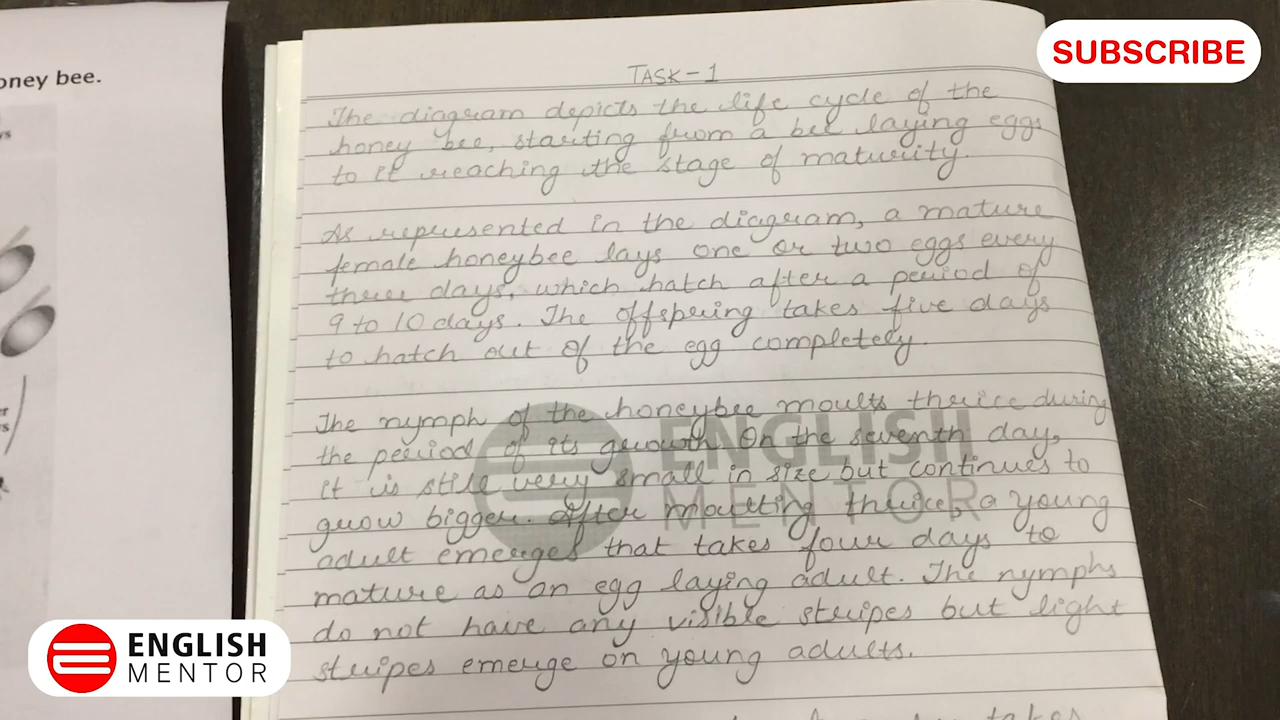 oney bee.
SUBSCRIBE
TASK-1
The diagram depicts the life cycle of the
honey bee, starting from a bee laying eggs
to it reaching the stage of maturity.
As represented in the diagram, a mature
female honeybee lays one or two eggs every
three days, which hatch after a period of
9 to 10 days. The offspring takes five days
to hatch out of the egg completely.
The nymph of the honeybee moults thrice during
the period of its growth. On the seventh day,
it is still very small in size but continues to
grow bigger. After moulting thrice, a young
adult emerges that takes four days to
mature as an egg laying adult. The nymphs
do not have any visible stripes but light
stripes emerge on young adults.
takes
ENGLISH
MENTOR
ENGLISH
MENTOR